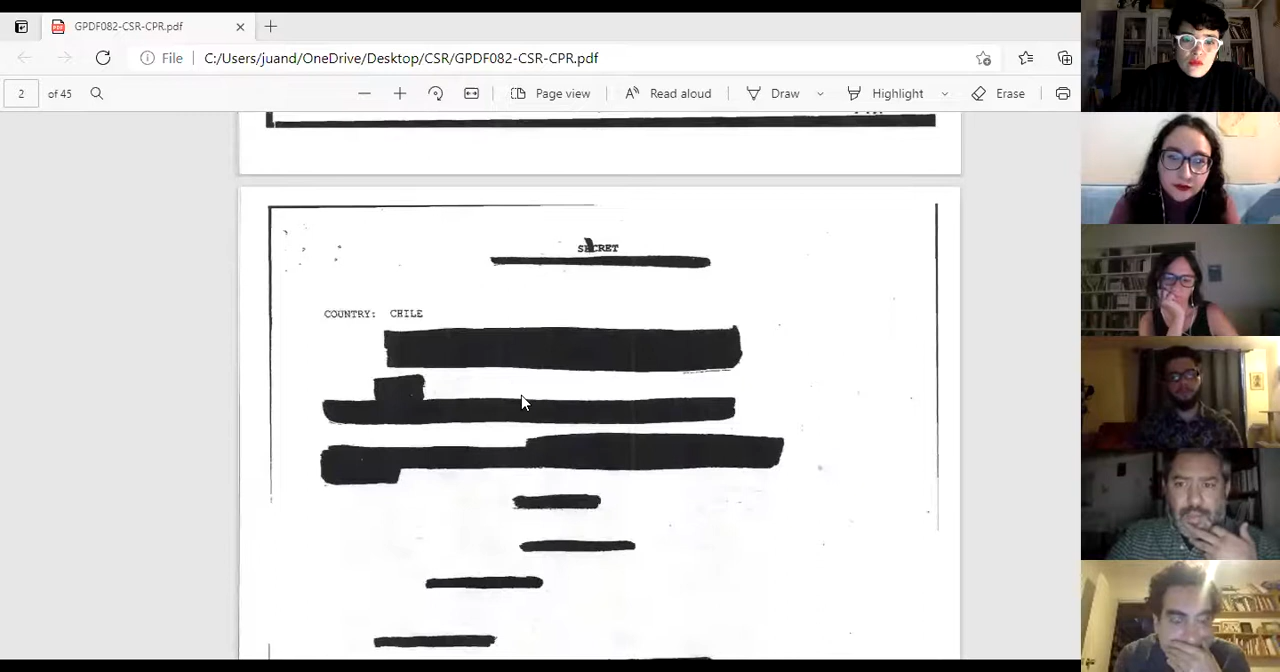 GPDF082-CSR-CPR.pdf
File C:/Users/juand/OneDrive/Desktop/CSR/GPDF082-CSR-CPR.pdf
2 of 45 Page view Read aloud Draw Highlight Erase
SECRET
COUNTRY: CHILE